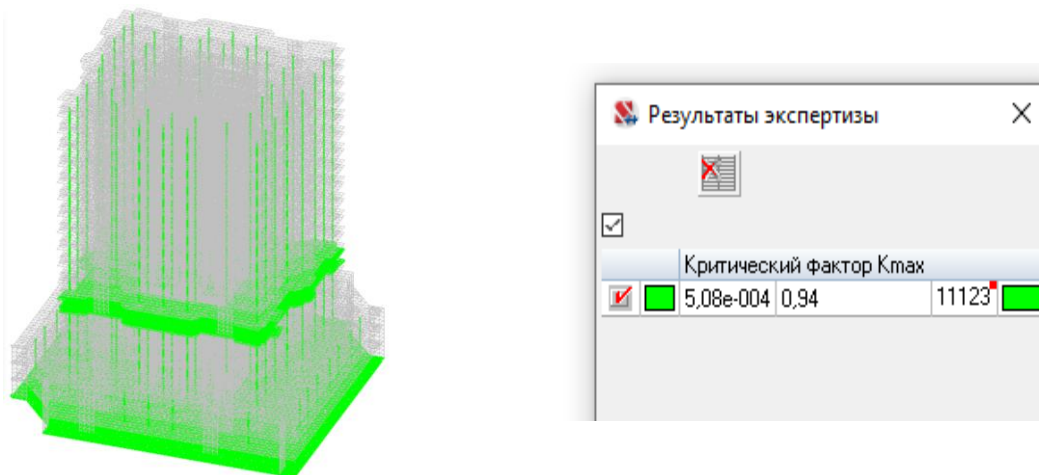 Результаты экспертизы
Критический фактор Kmax
5,08e-004 0,94 11123